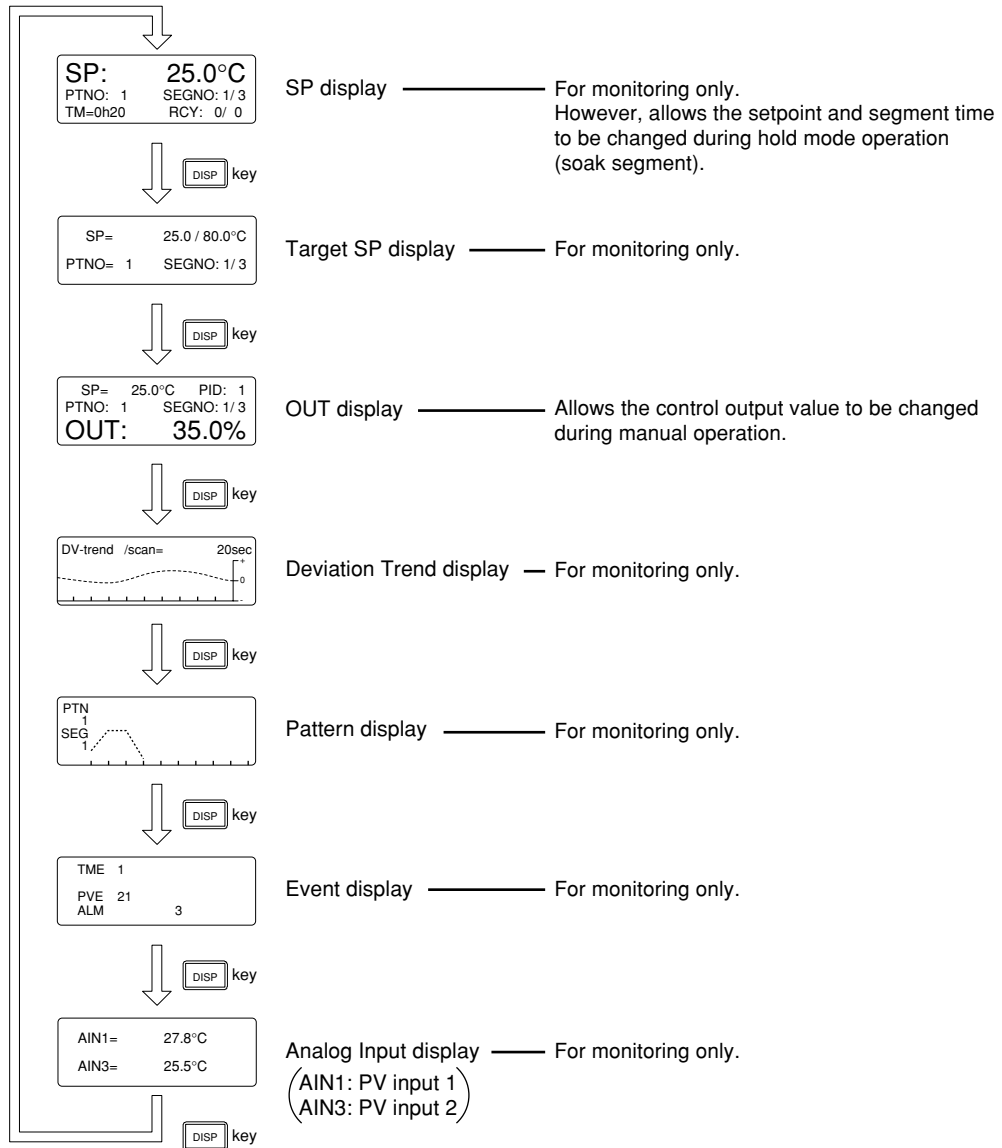 SP: 25.0°C
PTNO: 1 SEGNO: 1/ 3
TM=0h20 RCY: 0/ 0
SP display
For monitoring only.
However, allows the setpoint and segment time
to be changed during hold mode operation
(soak segment).
DISP key
SP= 25.0 / 80.0°C
PTNO= 1 SEGNO: 1/ 3
Target SP display
For monitoring only.
DISP key
SP= 25.0°C PID: 1
PTNO: 1 SEGNO: 1/ 3
OUT: 35.0%
OUT display
Allows the control output value to be changed
during manual operation.
DISP key
DV-trend /scan= 20sec
+
0
-
Deviation Trend display
For monitoring only.
DISP key
PTN
1
SEG
1
Pattern display
For monitoring only.
DISP key
TME 1
PVE 21
ALM 3
Event display
For monitoring only.
DISP key
AIN1= 27.8°C
AIN3= 25.5°C
Analog Input display
For monitoring only.
(AIN1: PV input 1
AIN3: PV input 2)
DISP key